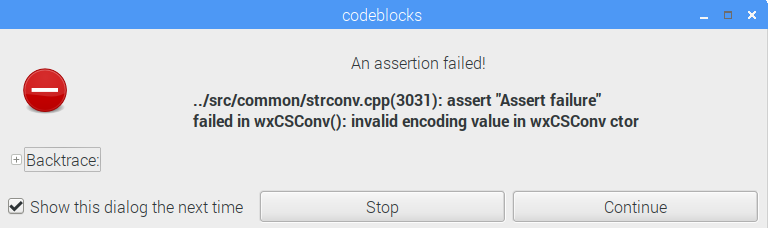 codeblocks
An assertion failed!
../src/common/strconv.cpp(3031): assert "Assert failure"
failed in wxCSConv(): invalid encoding value in wxCSConv ctor
Backtrace:
Show this dialog the next time
Stop
Continue